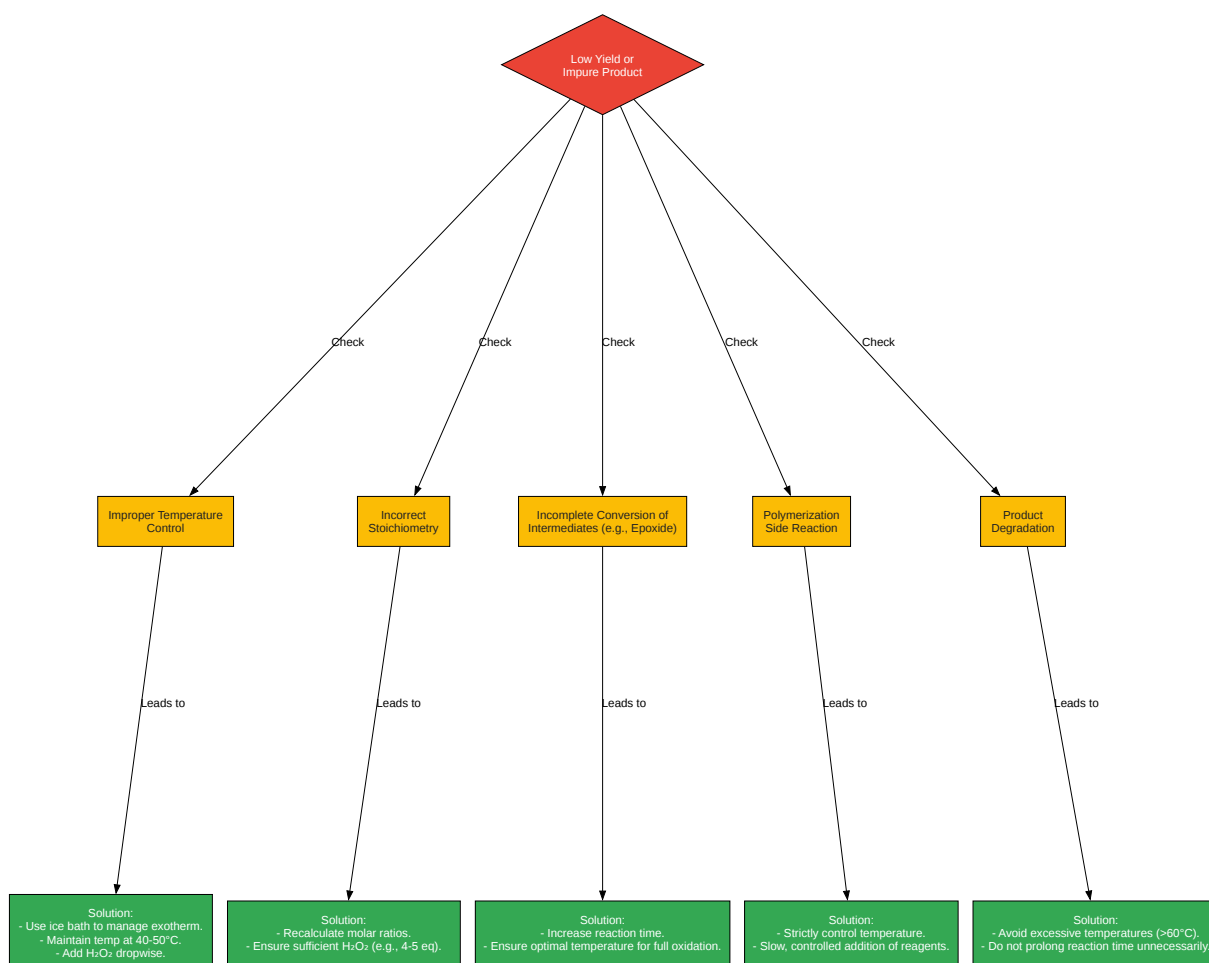 Low Yield or
Impure Product
Check
Check
Check
Check
Check
Improper Temperature
Control
Incorrect
Stoichiometry
Incomplete Conversion of
Intermediates (e.g., Epoxide)
Polymerization
Side Reaction
Product
Degradation
Leads to
Leads to
Leads to
Leads to
Leads to
Solution:
- Use ice bath to manage exotherm.
- Maintain temp at 40-50°C.
- Add H₂O₂ dropwise.
Solution:
- Recalculate molar ratios.
- Ensure sufficient H₂O₂ (e.g., 4-5 eq).
Solution:
- Increase reaction time.
- Ensure optimal temperature for full oxidation.
Solution:
- Strictly control temperature.
- Slow, controlled addition of reagents.
Solution:
- Avoid excessive temperatures (>60°C).
- Do not prolong reaction time unnecessarily.